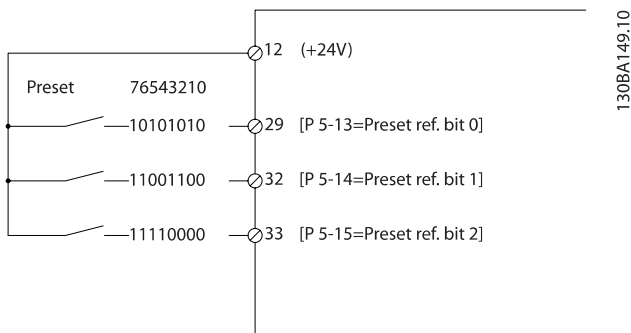 12 (+24V)
Preset 76543210
10101010 29 [P 5-13=Preset ref. bit 0]
11001100 32 [P 5-14=Preset ref. bit 1]
11110000 33 [P 5-15=Preset ref. bit 2]
130BA149.10